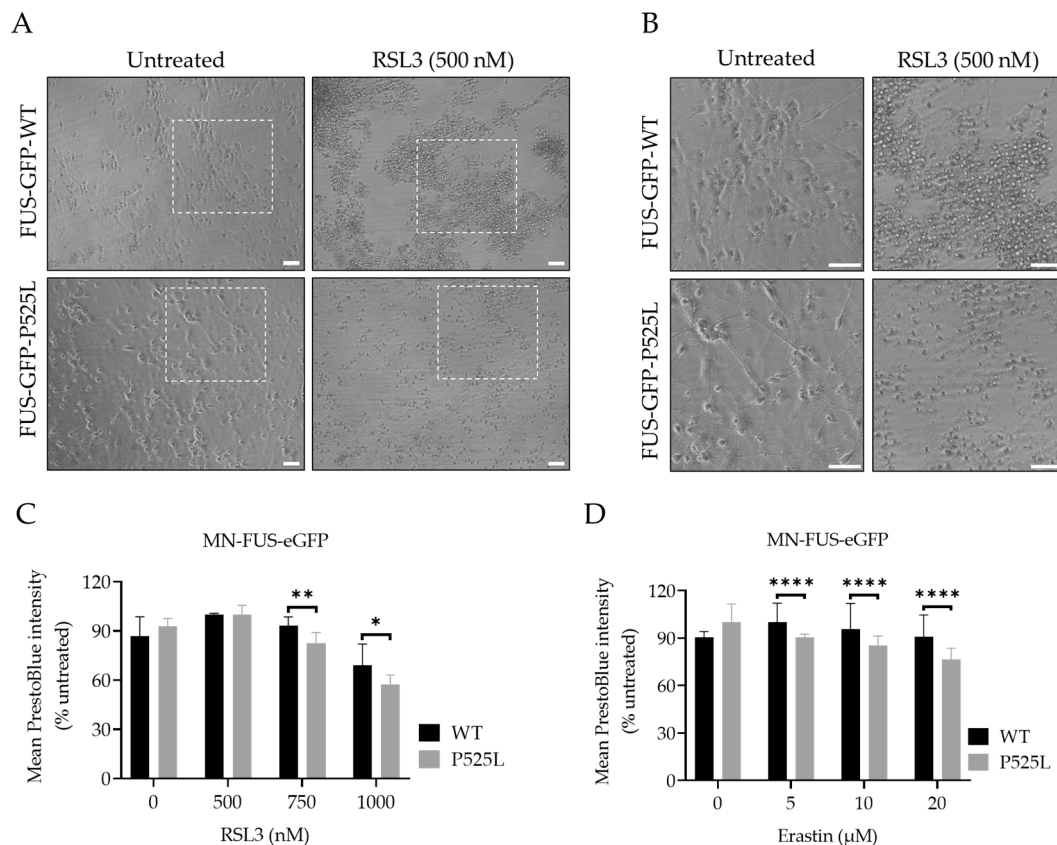 A
Untreated
RSL3 (500 nM)
FUS-GFP-WT
FUS-GFP-P525L
B
Untreated
RSL3 (500 nM)
FUS-GFP-WT
FUS-GFP-P525L
C
MN-FUS-eGFP
Mean PrestoBlue intensity
(% untreated)
120
90
60
30
0
**
*
WT
P525L
0 500 750 1000
RSL3 (nM)
D
MN-FUS-eGFP
Mean PrestoBlue intensity
(% untreated)
120
90
60
30
0
****
****
****
WT
P525L
0 5 10 20
Erastin (μM)